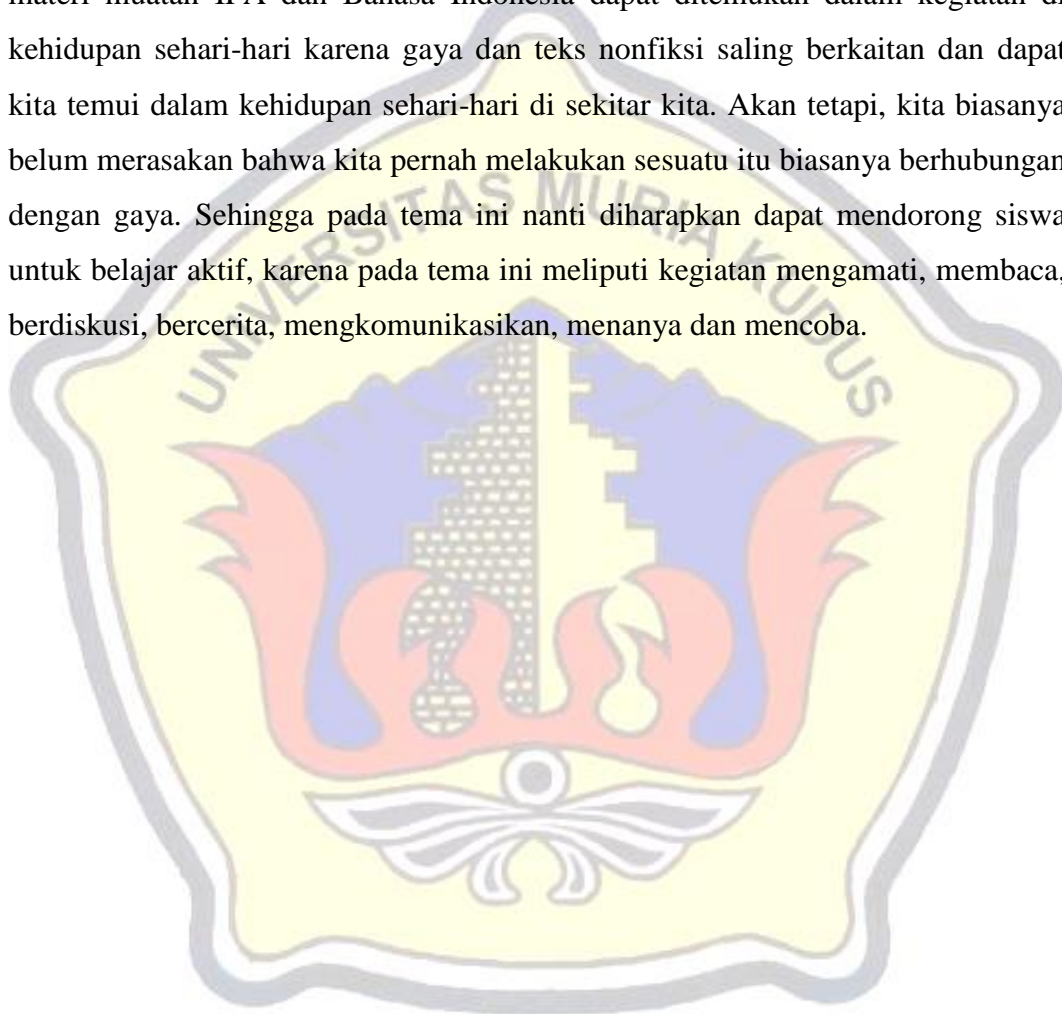 materi muatan IPA dan Bahasa Indonesia dapat ditemukan dalam kegiatan di
kehidupan sehari-hari karena gaya dan teks nonfiksi saling berkaitan dan dapat
kita temui dalam kehidupan sehari-hari di sekitar kita. Akan tetapi, kita biasanya
belum merasakan bahwa kita pernah melakukan sesuatu itu biasanya berhubungan
dengan gaya. Sehingga pada tema ini nanti diharapkan dapat mendorong siswa
untuk belajar aktif, karena pada tema ini meliputi kegiatan mengamati, membaca,
berdiskusi, bercerita, mengkomunikasikan, menanya dan mencoba.
UNIVERSITAS MURIA KUDUS